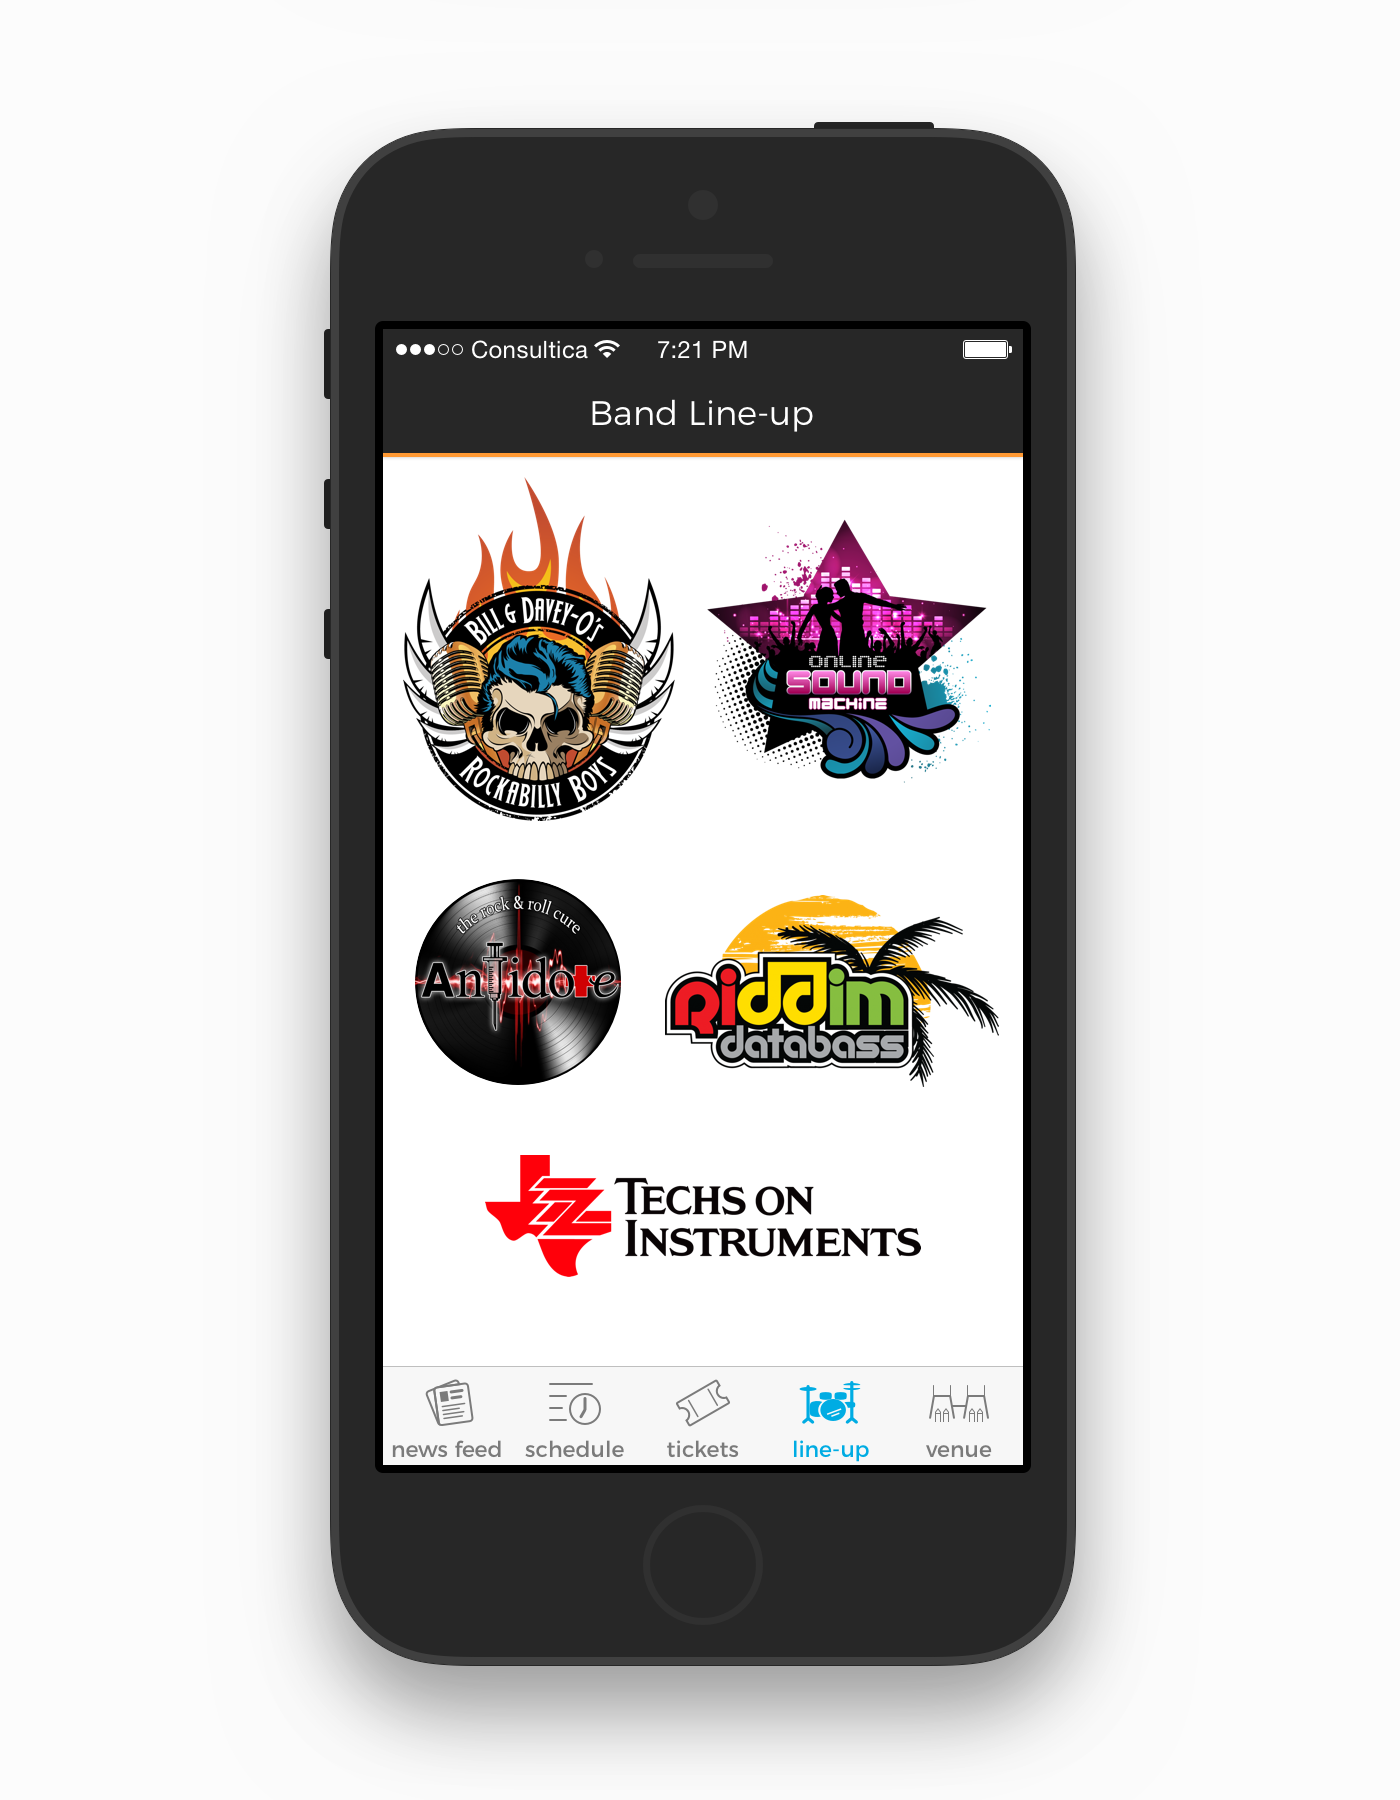 Consultica 7:21 PM
Band Line-up
BILL & DAVEY-O'S
ROCKABILLY BOYS
ONLINE
SOUND
MACHINE
the rock & roll cure
Antidote
Riddim
databass
TECHS ON
INSTRUMENTS
news feed schedule tickets line-up venue